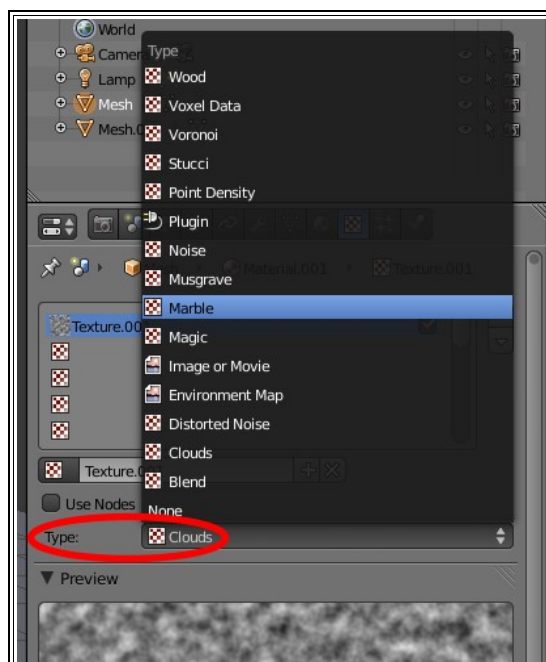 World
Camer
Type
Lamp
Wood
Mesh
Voxel Data
Mesh.0
Voronoi
Stucci
Point Density
Plugin
Noise
Material.001
Texture.001
Musgrave
Marble
Texture.00
Magic
Image or Movie
Environment Map
Distorted Noise
Clouds
Texture.0
Blend
Use Nodes
None
Type:
Clouds
Preview